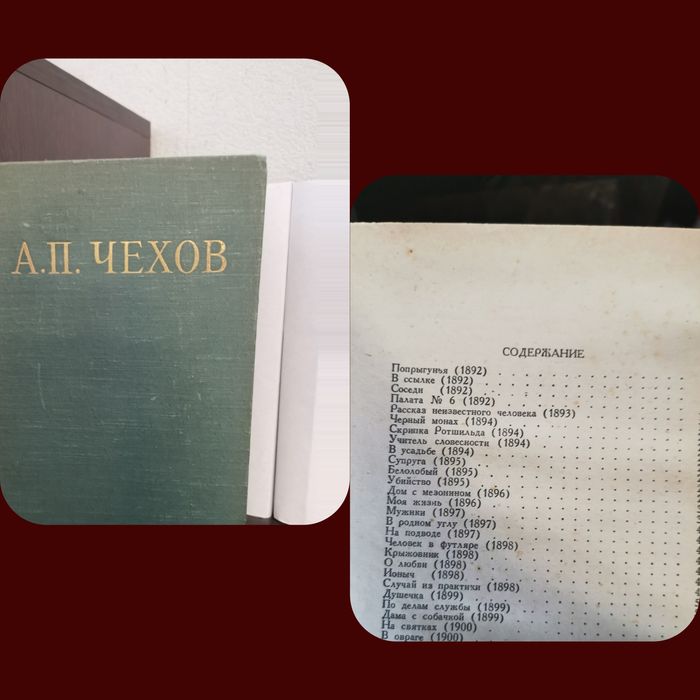 А.П. ЧЕХОВ
СОДЕРЖАНИЕ
Попрыгунья (1892)
В ссылке (1892)
Соседи (1892)
Палата № 6 (1892)
Рассказ неизвестного человека (1893)
Черный монах (1894)
Скрипка Ротшильда (1894)
Учитель словесности (1894)
В усадьбе (1894)
Супруга (1895)
Белолобый (1895)
Убийство (1895)
Дом с мезонином (1896)
Моя жизнь (1896)
Мужики (1897)
В родном углу (1897)
На подводе (1897)
Человек в футляре (1898)
Крыжовник (1898)
О любви (1898)
Ионыч (1898)
Случай из практики (1898)
Душечка (1899)
По делам службы (1899)
Дама с собачкой (1899)
На святках (1900)
В овраге (1900)